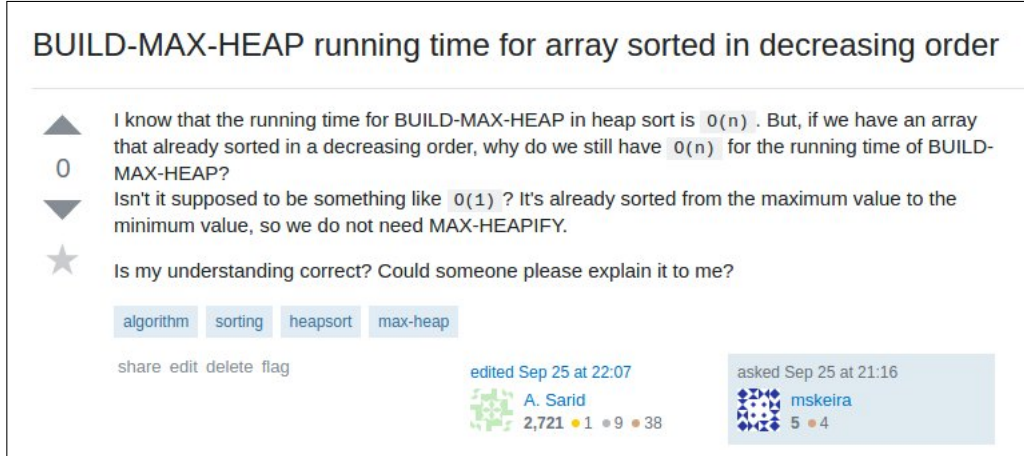 BUILD-MAX-HEAP running time for array sorted in decreasing order
I know that the running time for BUILD-MAX-HEAP in heap sort is O(n) . But, if we have an array
that already sorted in a decreasing order, why do we still have O(n) for the running time of BUILD-
0
MAX-HEAP?
Isn't it supposed to be something like O(1) ? It's already sorted from the maximum value to the
minimum value, so we do not need MAX-HEAPIFY.
Is my understanding correct? Could someone please explain it to me?
algorithm sorting heapsort max-heap
share edit delete flag
edited Sep 25 at 22:07
A. Sarid
2,721 1 9 38
asked Sep 25 at 21:16
mskeira
5 4